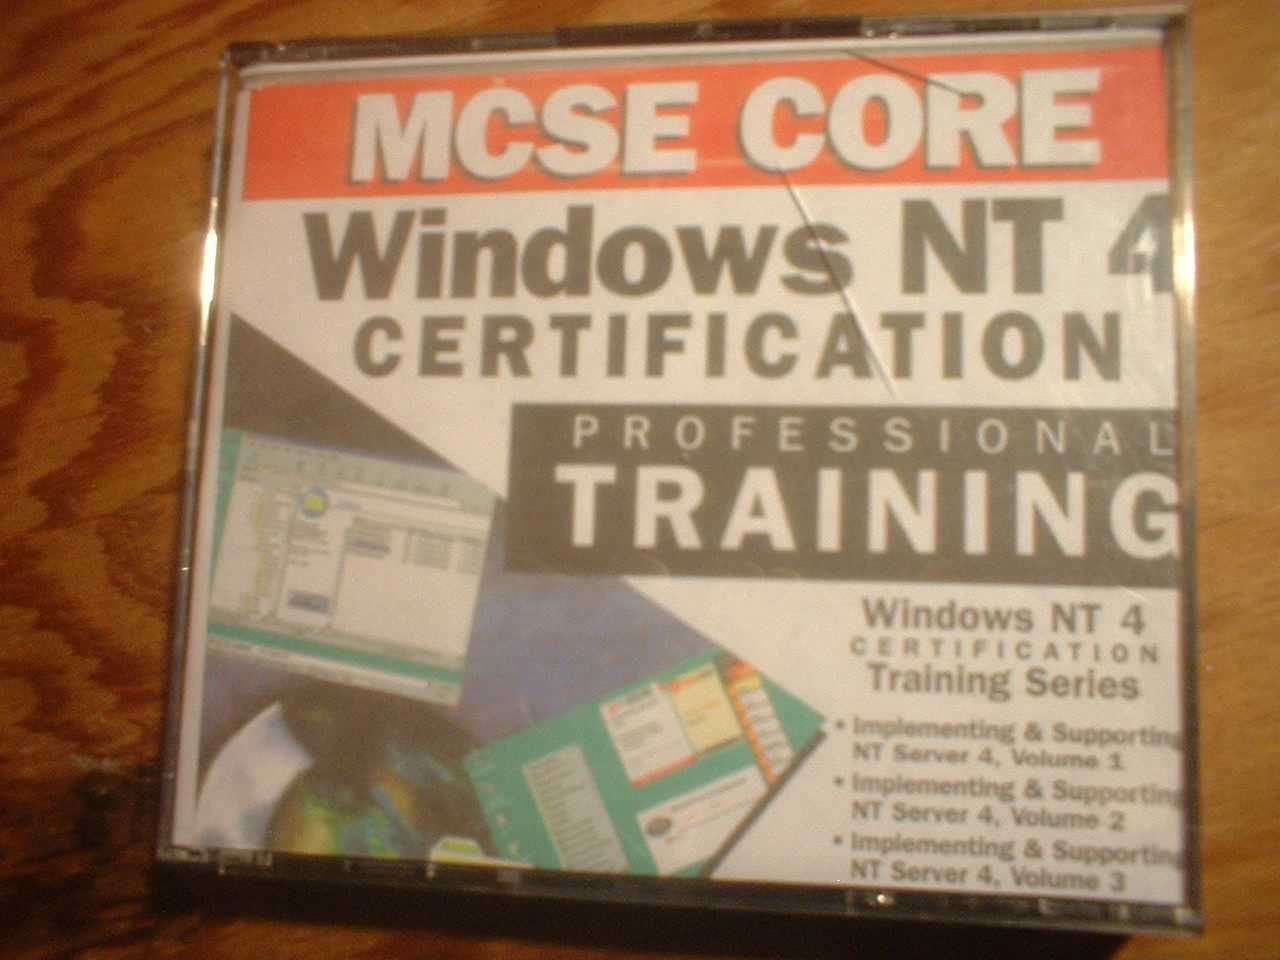 MCSE CORE
Windows NT 4
CERTIFICATION
PROFESSIONAL
TRAINING
Windows NT 4
CERTIFICATION
Training Series
• Implementing & Supporting
NT Server 4, Volume 1
• Implementing & Supporting
NT Server 4, Volume 2
• Implementing & Supporting
NT Server 4, Volume 3